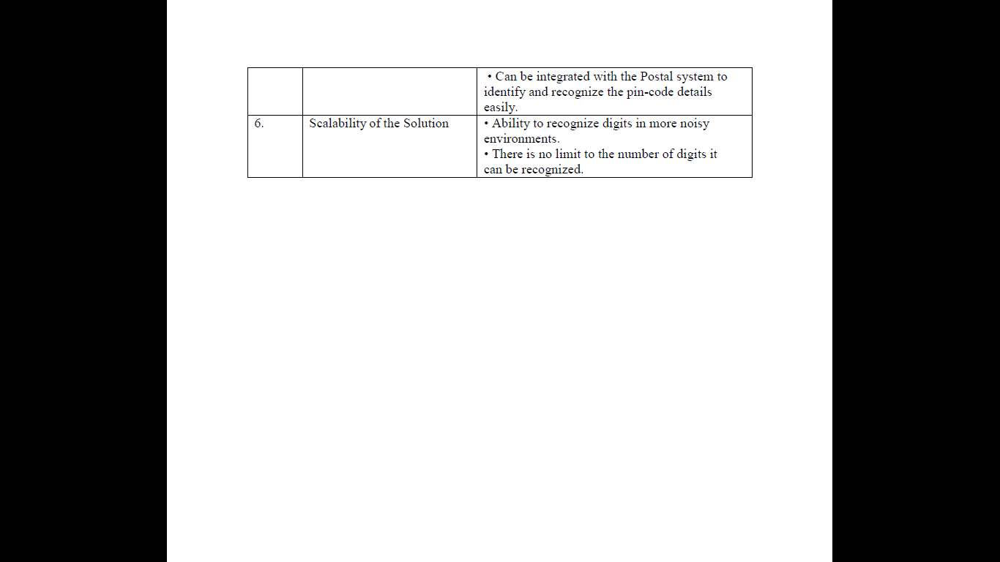 • Can be integrated with the Postal system to
identify and recognize the pin-code details
easily.
6.
Scalability of the Solution
• Ability to recognize digits in more noisy
environments.
• There is no limit to the number of digits it
can be recognized.